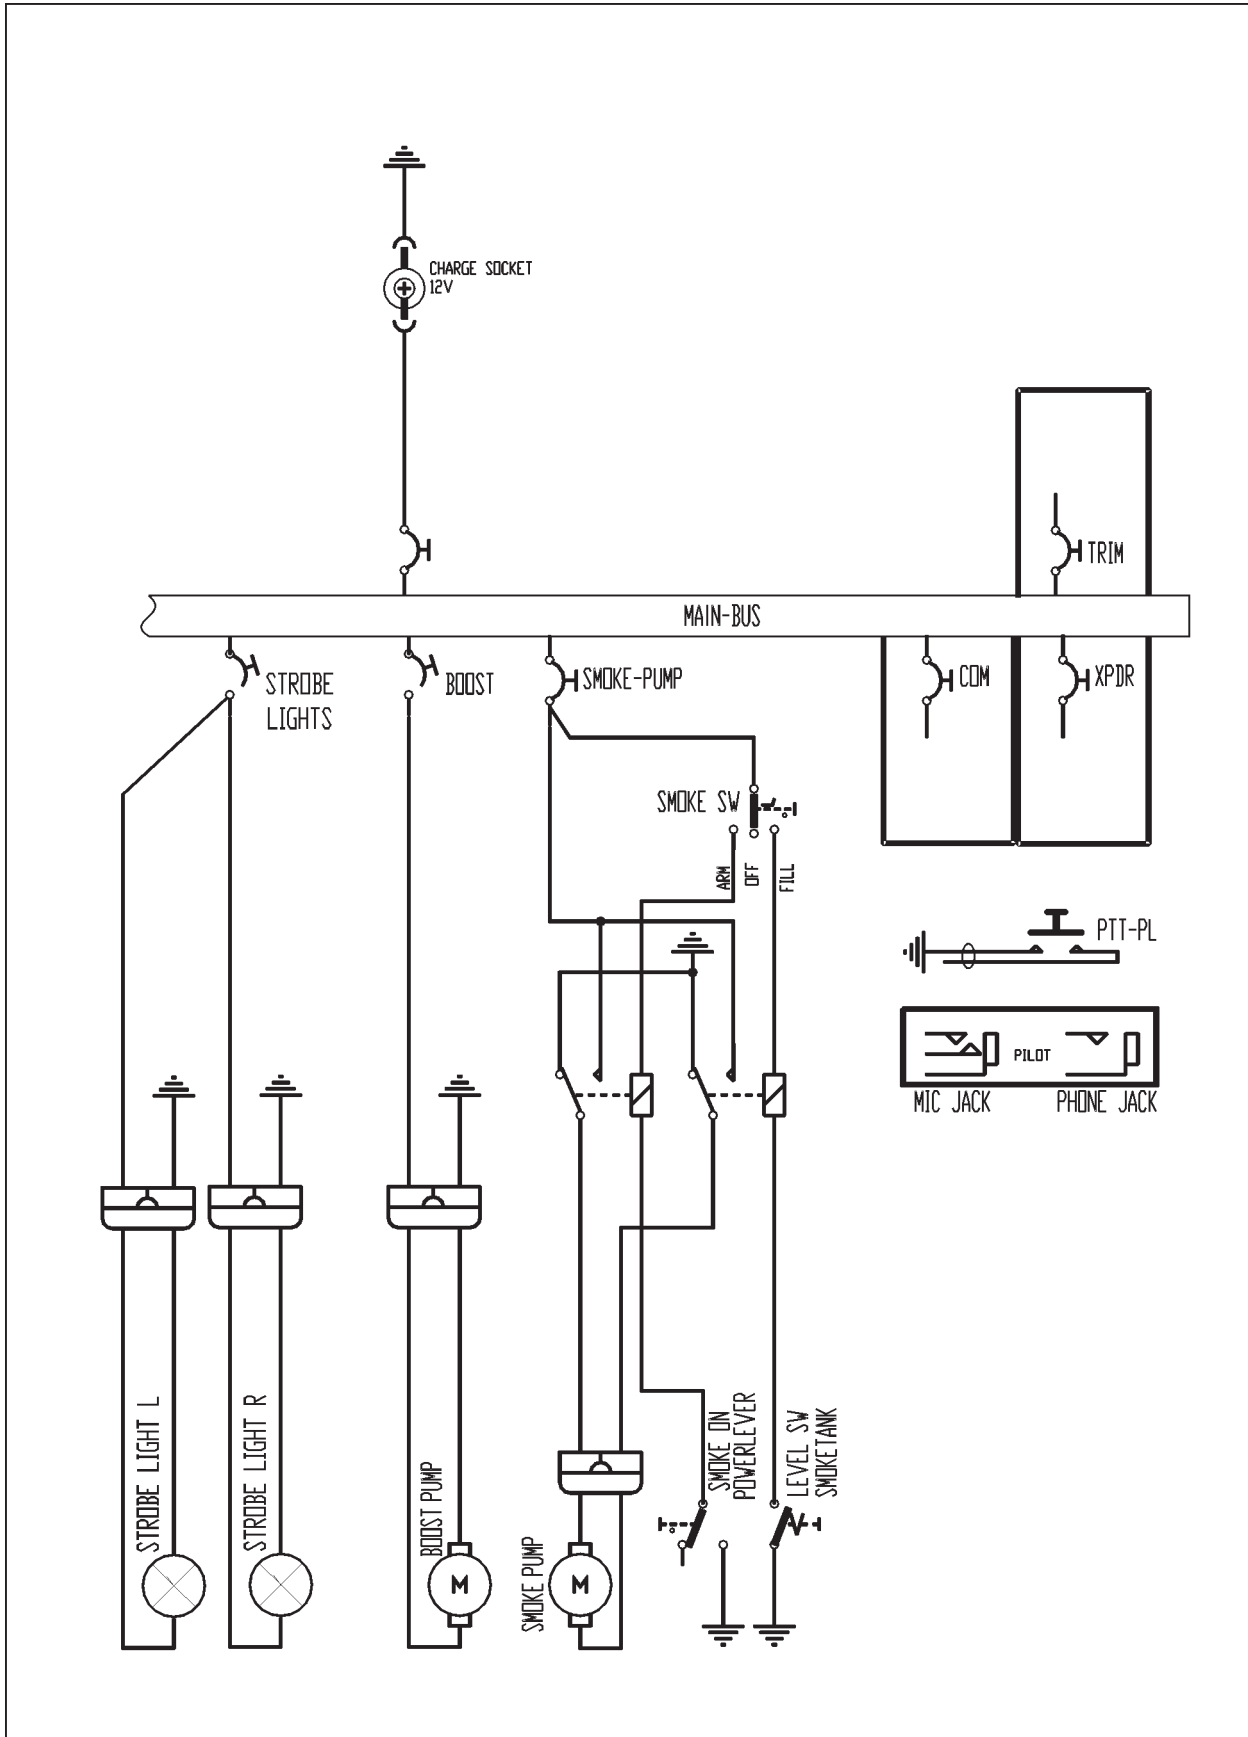 CHARGE SOCKET
12V
TRIM
MAIN-BUS
STROBE
LIGHTS
BOOST
SMOKE-PUMP
COM
XPDR
SMOKE SW
ARM
OFF
FILL
PTT-PL
PILOT
MIC JACK
PHONE JACK
STROBE LIGHT L
STROBE LIGHT R
BOOST PUMP
SMOKE PUMP
SMOKE ON
POWERLEVER
LEVEL SW
SMOKETANK
M
M